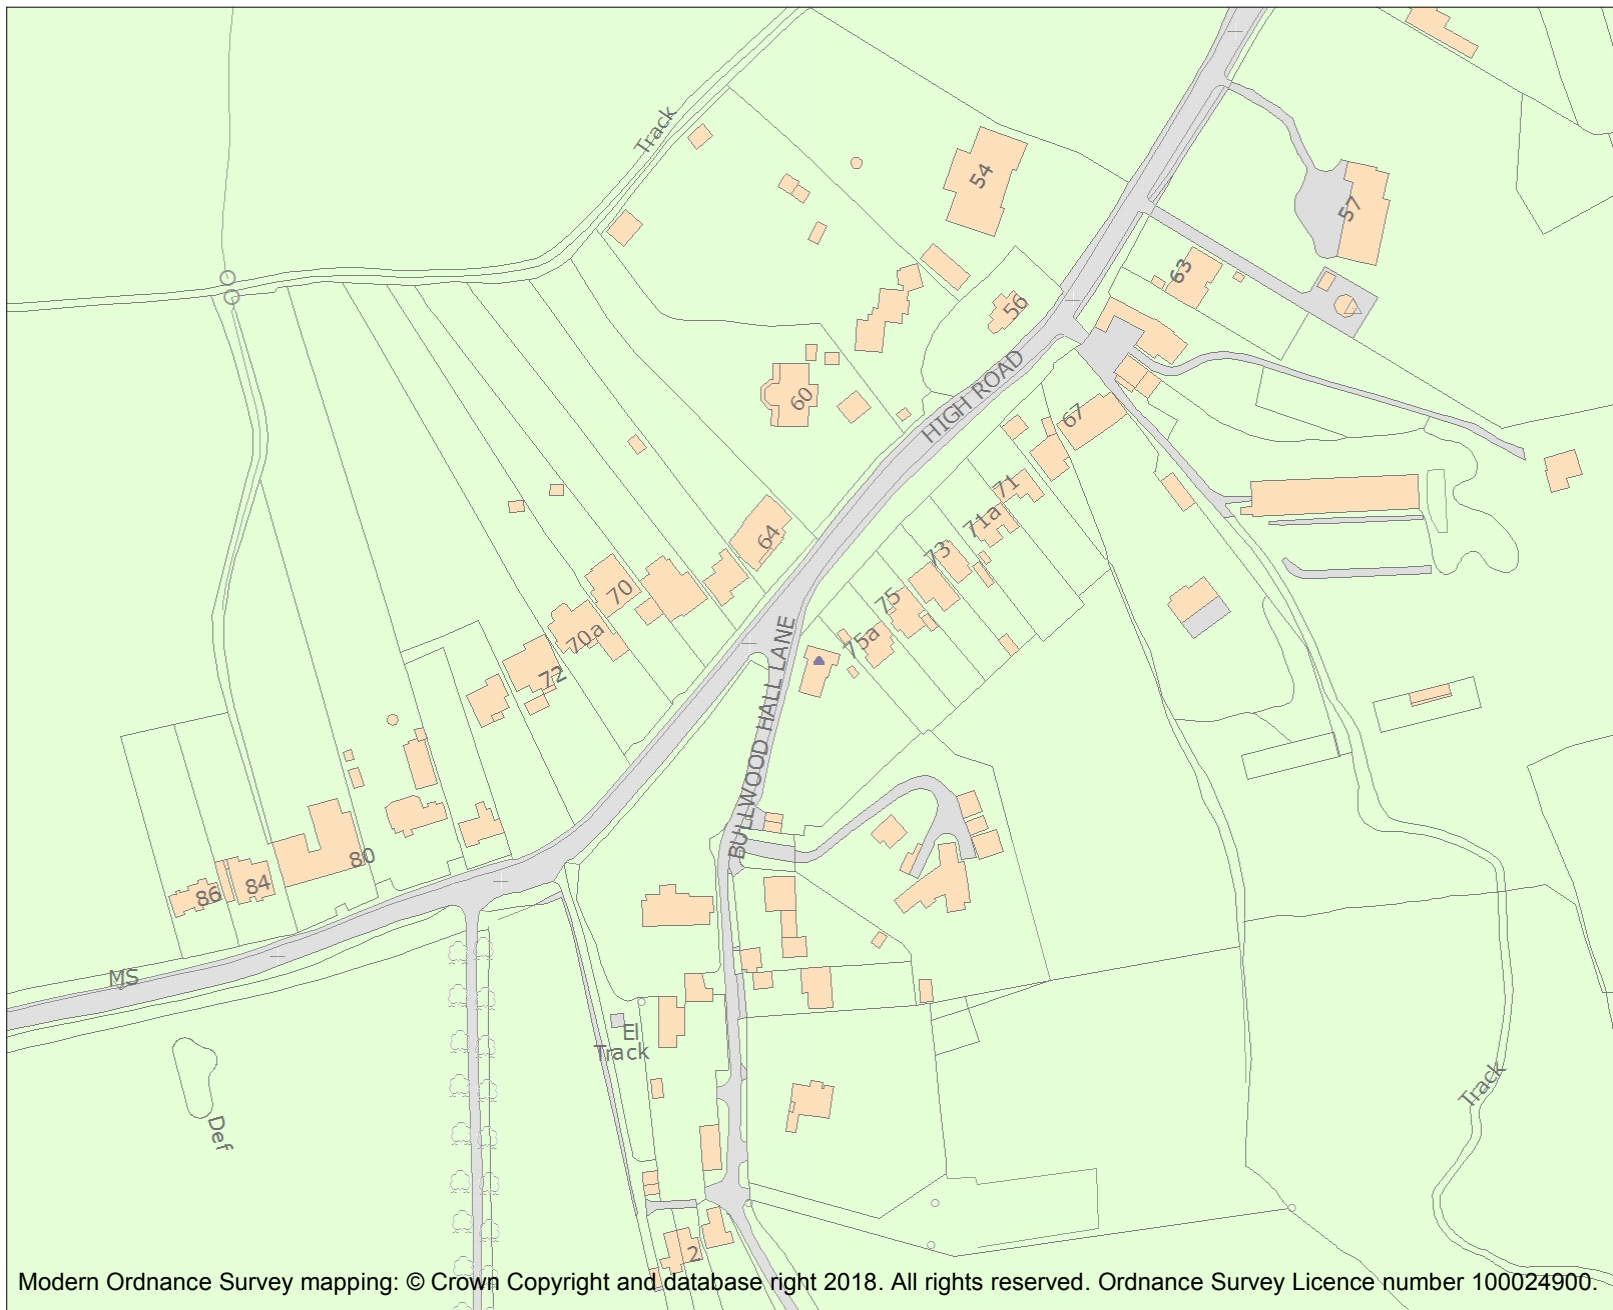 Track
54
57
63
56
60
HIGH ROAD
67
71
71a
64
73
70
75
70a
75a
72
BULLWOOD HALL LANE
80
84
86
MS
El
Track
Track
Def
2
Modern Ordnance Survey mapping: © Crown Copyright and database right 2018. All rights reserved. Ordnance Survey Licence number 100024900.